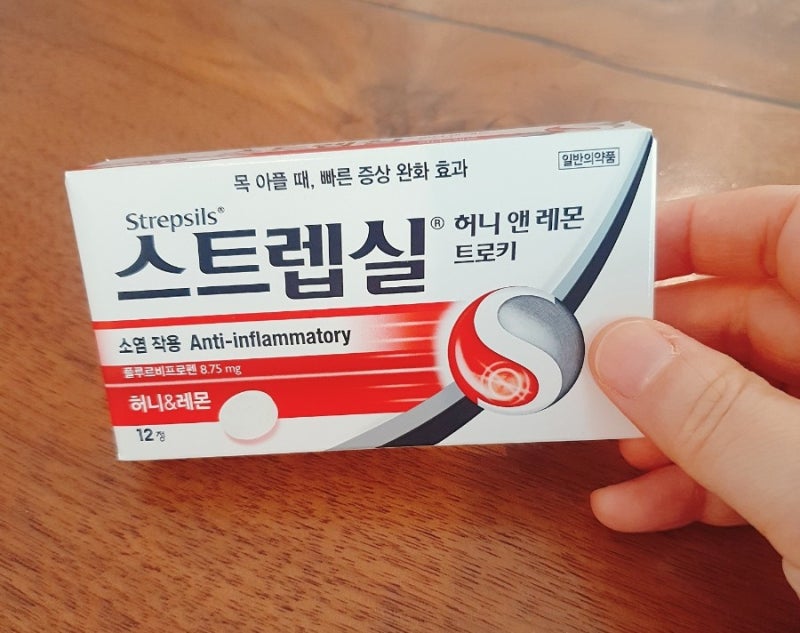 목 아플 때, 빠른 증상 완화 효과
일반의약품
Strepsils®
스트렙실® 허니 앤 레몬
트로키
소염 작용 Anti-inflammatory
플루르비프로펜 8.75 mg
허니&레몬
12정